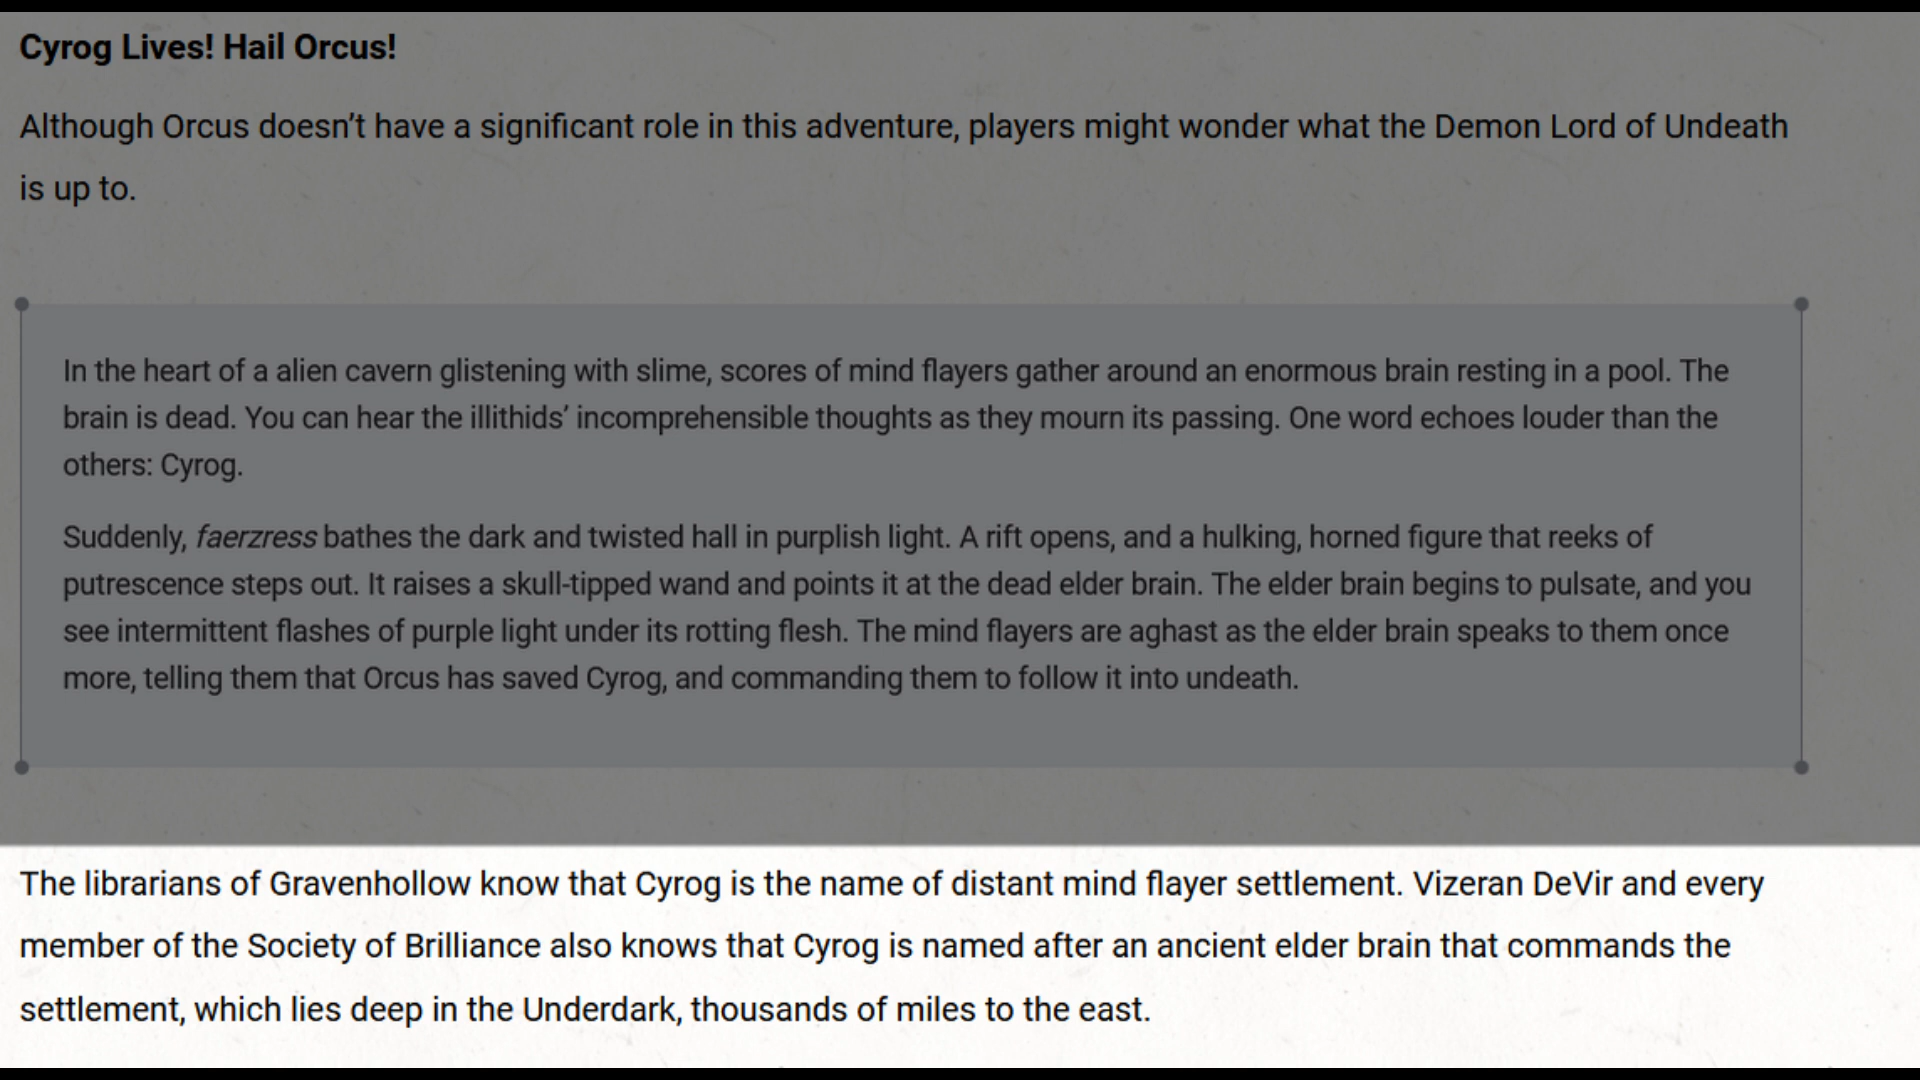 Cyrog Lives! Hail Orcus!
Although Orcus doesn’t have a significant role in this adventure, players might wonder what the Demon Lord of Undeath
is up to.
In the heart of a alien cavern glistening with slime, scores of mind flayers gather around an enormous brain resting in a pool. The
brain is dead. You can hear the illithids’ incomprehensible thoughts as they mourn its passing. One word echoes louder than the
others: Cyrog.
Suddenly, faerzress bathes the dark and twisted hall in purplish light. A rift opens, and a hulking, horned figure that reeks of
putrescence steps out. It raises a skull-tipped wand and points it at the dead elder brain. The elder brain begins to pulsate, and you
see intermittent flashes of purple light under its rotting flesh. The mind flayers are aghast as the elder brain speaks to them once
more, telling them that Orcus has saved Cyrog, and commanding them to follow it into undeath.
The librarians of Gravenhollow know that Cyrog is the name of distant mind flayer settlement. Vizeran DeVir and every
member of the Society of Brilliance also knows that Cyrog is named after an ancient elder brain that commands the
settlement, which lies deep in the Underdark, thousands of miles to the east.